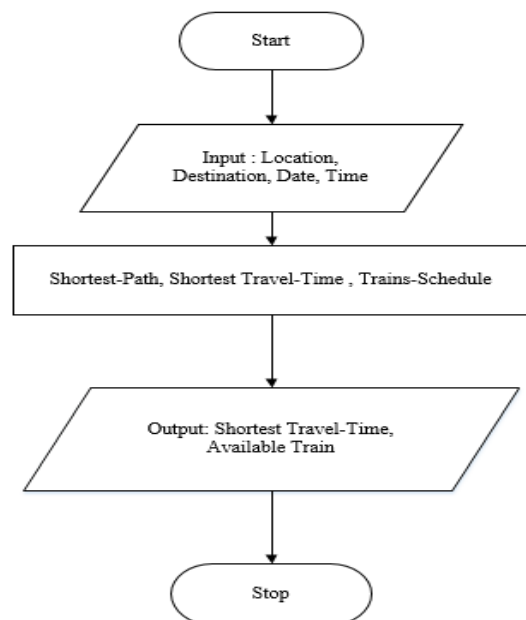 Start
Input : Location,
Destination, Date, Time
Shortest-Path, Shortest Travel-Time , Trains-Schedule
Output: Shortest Travel-Time,
Available Train
Stop